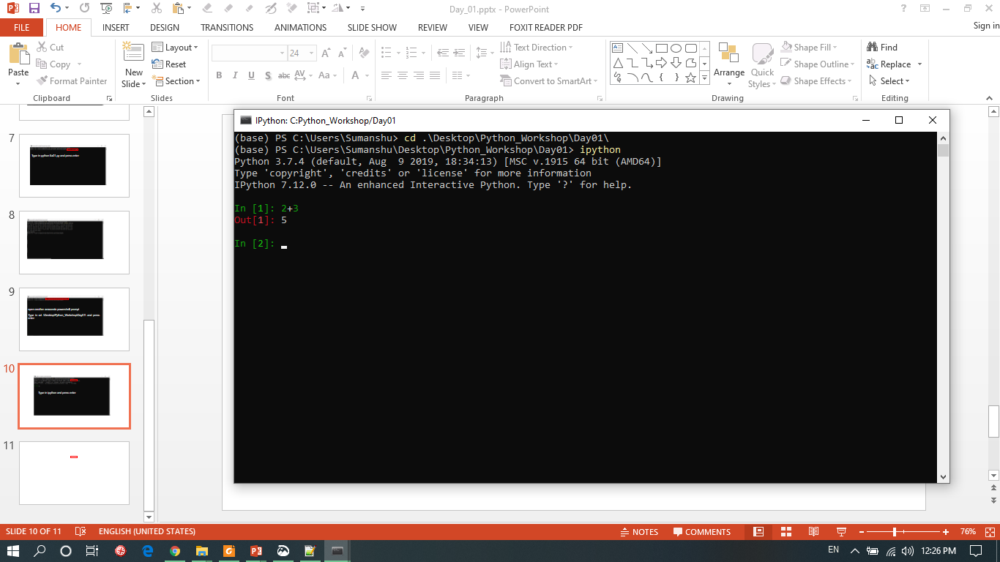 Day_01.pptx - PowerPoint
FILE HOME INSERT DESIGN TRANSITIONS ANIMATIONS SLIDE SHOW REVIEW VIEW FOXIT READER PDF Sign in
Paste
Cut
Copy
Format Painter
Clipboard
New
Slide
Layout
Reset
Section
Slides
24
B I U S abc AV Aa A
Font
Text Direction
Align Text
Convert to SmartArt
Paragraph
Arrange
Quick
Styles
Shape Fill
Shape Outline
Shape Effects
Drawing
Find
Replace
Select
Editing
7
Type in python Ex01.py and press enter
8
9
open another anaconda powershell prompt
Type in cd .\Desktop\Python_Workshop\Day01\ and press
enter
10
Type in ipython and press enter
11
IPython: C:Python_Workshop/Day01
(base) PS C:\Users\Sumanshu> cd .\Desktop\Python_Workshop\Day01\
(base) PS C:\Users\Sumanshu\Desktop\Python_Workshop\Day01> ipython
Python 3.7.4 (default, Aug  9 2019, 18:34:13) [MSC v.1915 64 bit (AMD64)]
Type 'copyright', 'credits' or 'license' for more information
IPython 7.12.0 -- An enhanced Interactive Python. Type '?' for help.
In [1]: 2+3
Out[1]: 5
In [2]:
SLIDE 10 OF 11 ENGLISH (UNITED STATES) NOTES COMMENTS 76%
EN 12:26 PM